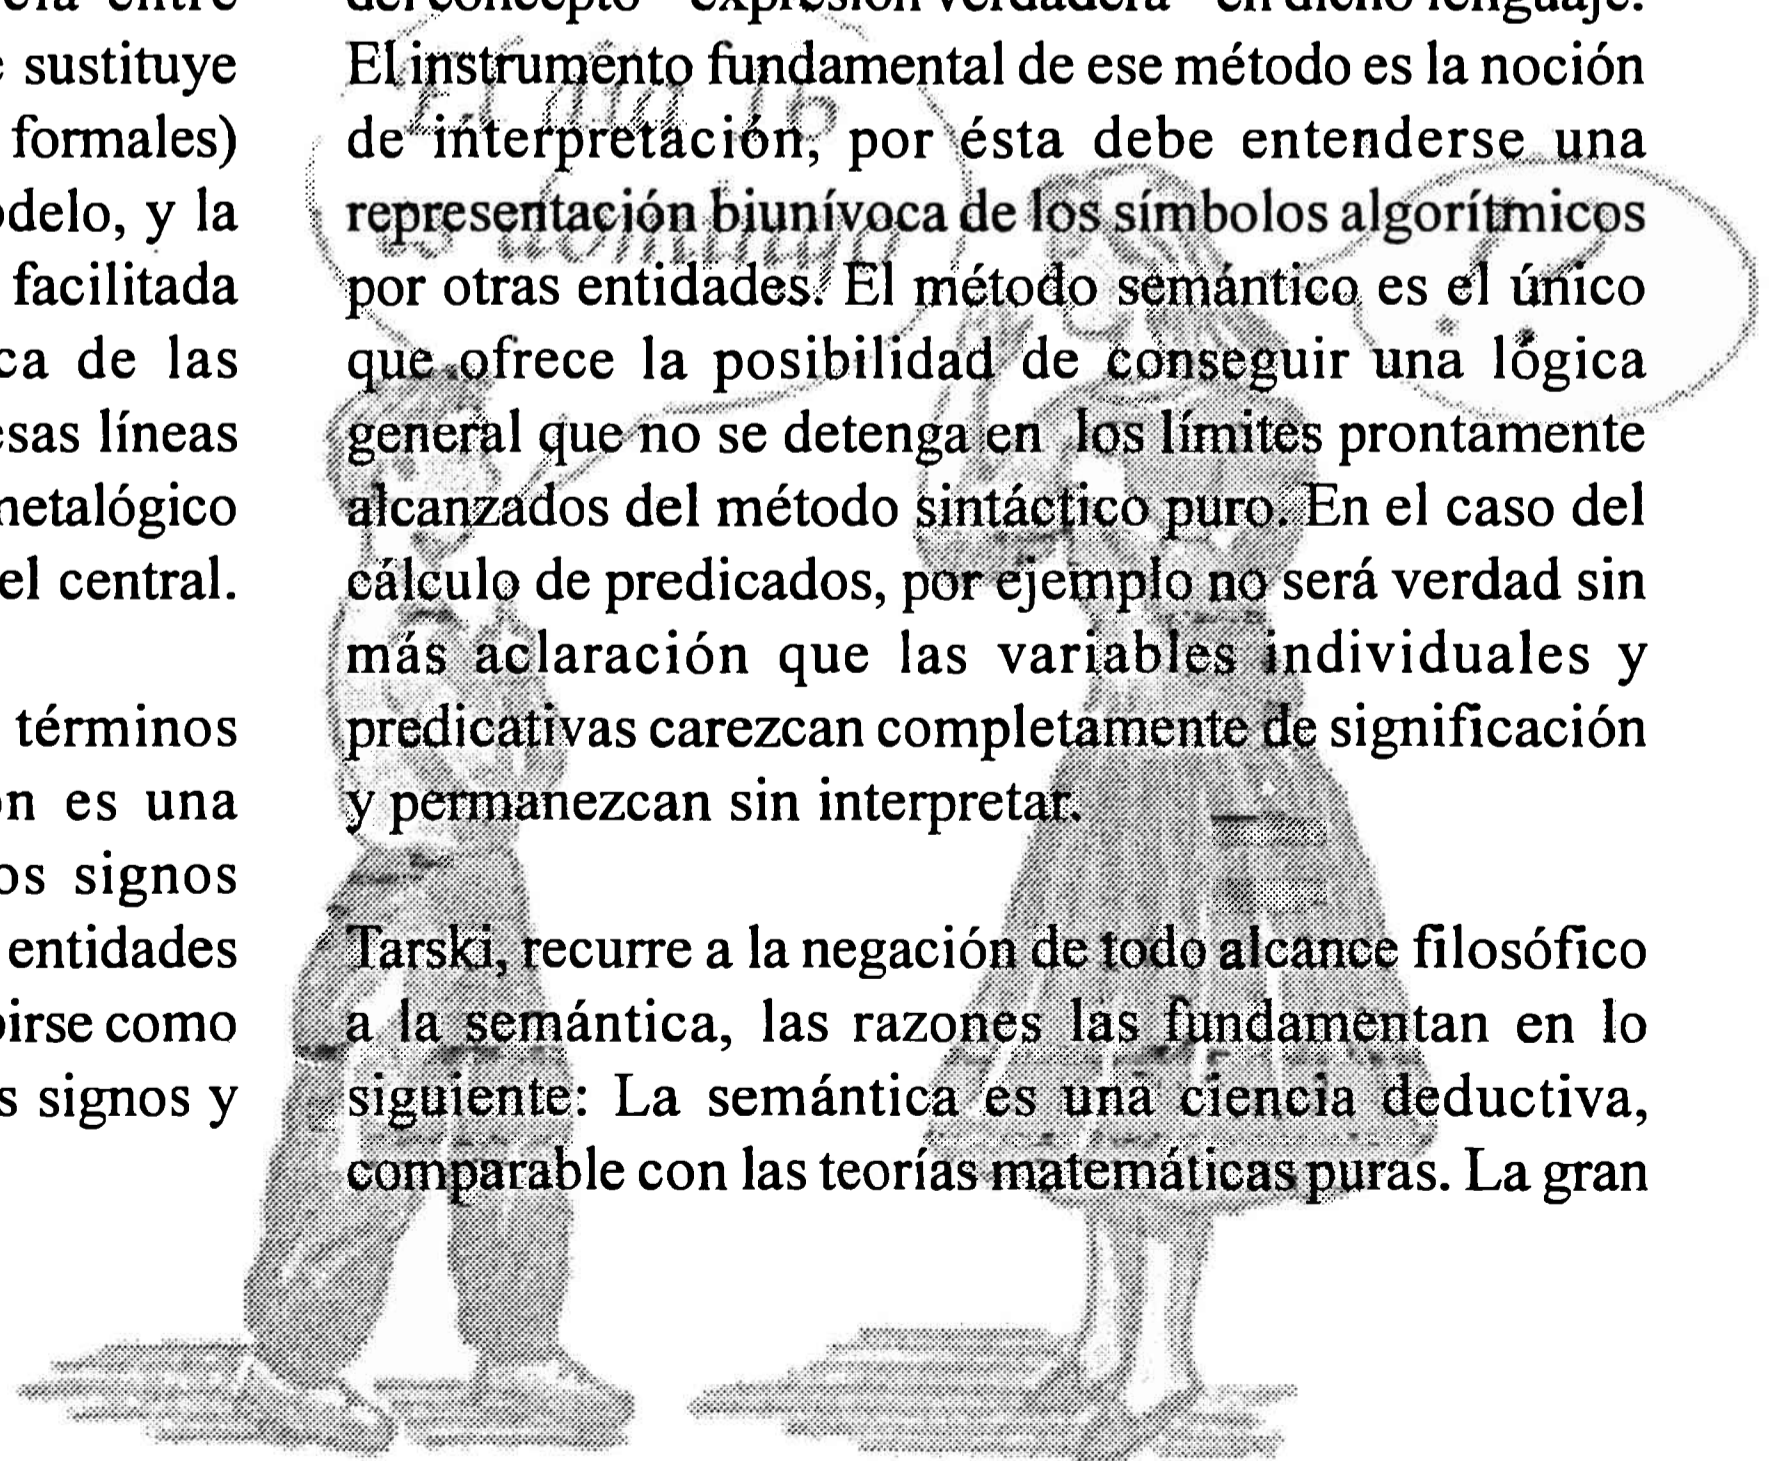 sustituye
formales)
y la
facilitada
de las
líneas
el central.
términos
es una
signos
entidades
como
signos y
El instrumento fundamental de ese método es la noción
de interpretación, por ésta debe entenderse una
representación biunívoca de los símbolos algorítmicos
por otras entidades. El método semántico es el único
que ofrece la posibilidad de conseguir una lógica
general que no se detenga en los límites prontamente
alcanzados del método sintáctico puro. En el caso del
cálculo de predicados, por ejemplo no será verdad sin
más aclaración que las variables individuales y
predicativas carezcan completamente de significación
y permanezcan sin interpretar.
Tarski, recurre a la negación de todo alcance filosófico
a la semántica, las razones las fundamentan en lo
siguiente: La semántica es una ciencia deductiva,
comparable con las teorías matemáticas puras. La gran
El día 16
es domingo
¿?